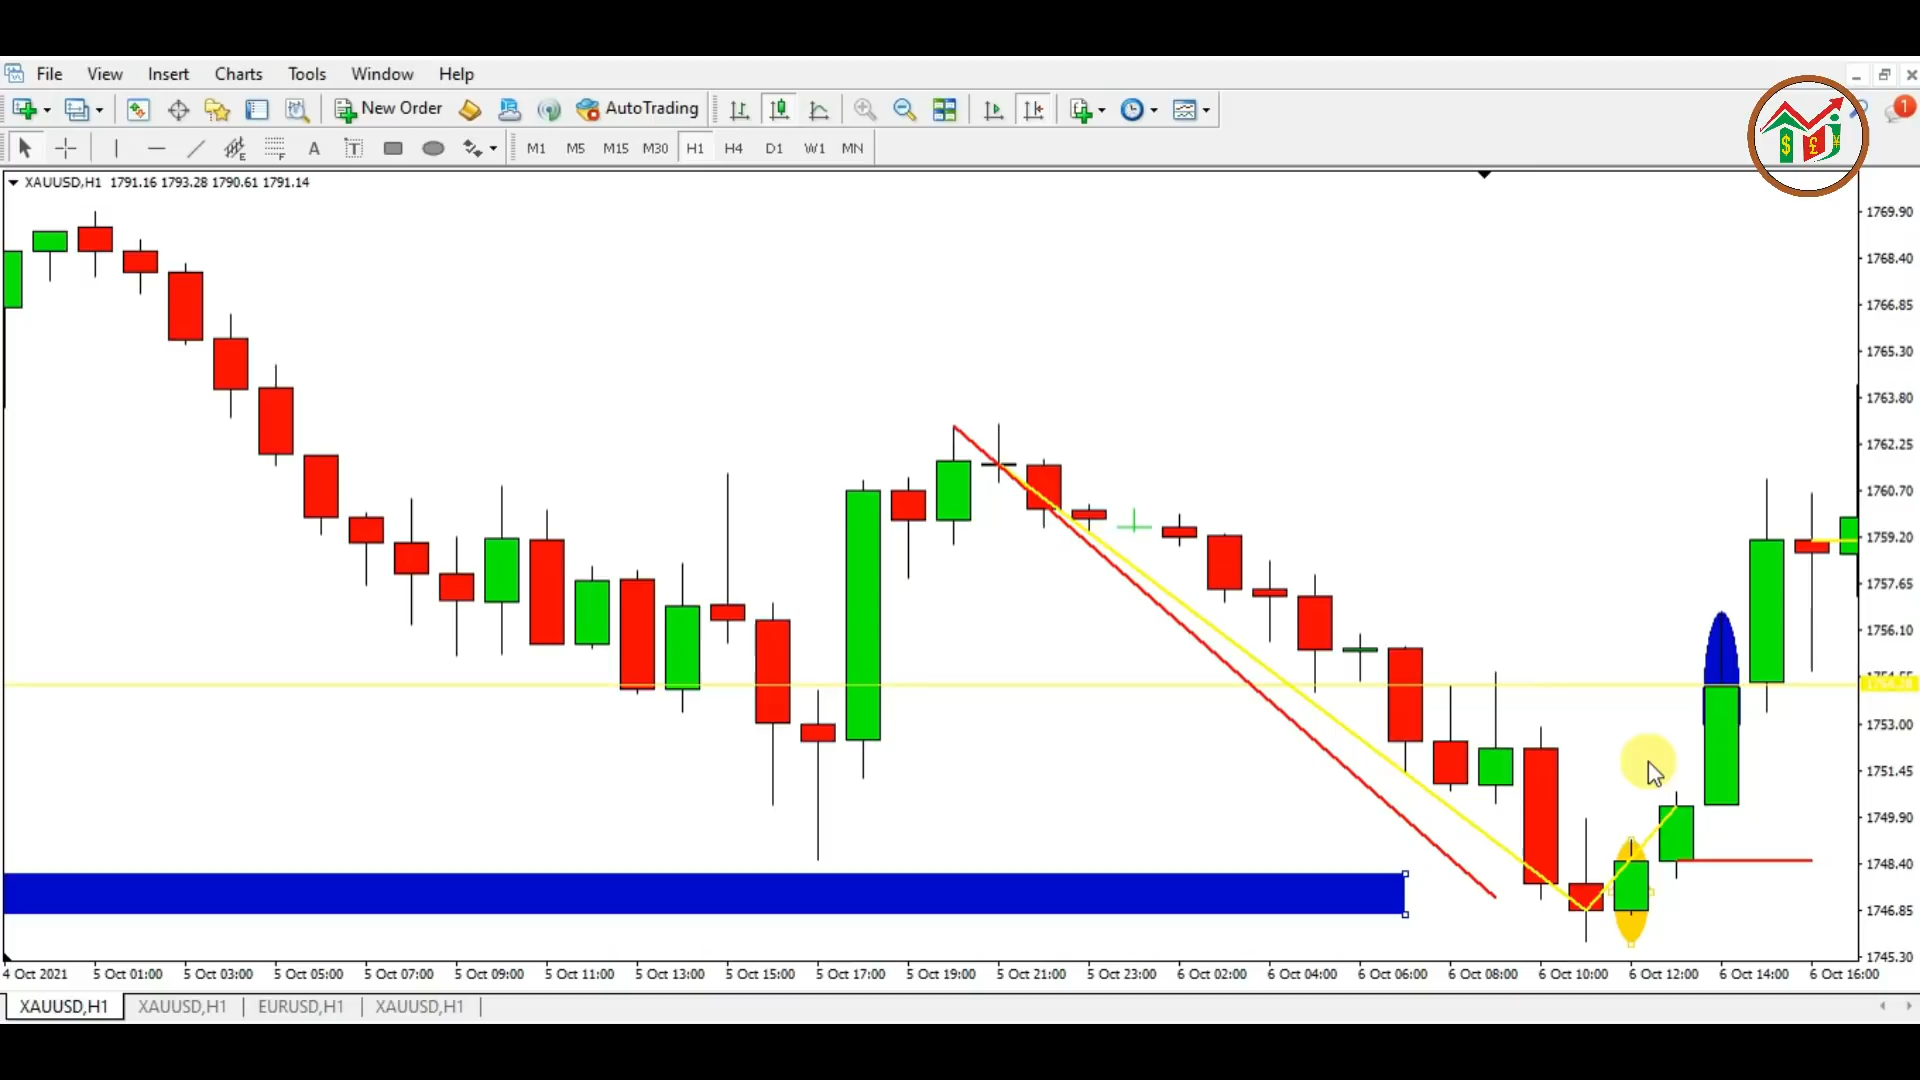 File View Insert Charts Tools Window Help
New Order AutoTrading 1
A T E F M1 M5 M15 M30 H1 H4 D1 W1 MN
XAUUSD,H1 1791.16 1793.28 1790.61 1791.14
1769.90
1768.40
1766.85
1765.30
1763.80
1762.25
1760.70
1759.20
1757.65
1756.10
1753.00
1751.45
1749.90
1748.40
1746.85
1745.30
4 Oct 2021 5 Oct 01:00 5 Oct 03:00 5 Oct 05:00 5 Oct 07:00 5 Oct 09:00 5 Oct 11:00 5 Oct 13:00 5 Oct 15:00 5 Oct 17:00 5 Oct 19:00 5 Oct 21:00 5 Oct 23:00 6 Oct 02:00 6 Oct 04:00 6 Oct 06:00 6 Oct 08:00 6 Oct 10:00 6 Oct 12:00 6 Oct 14:00 6 Oct 16:00
XAUUSD,H1 XAUUSD,H1 EURUSD,H1 XAUUSD,H1